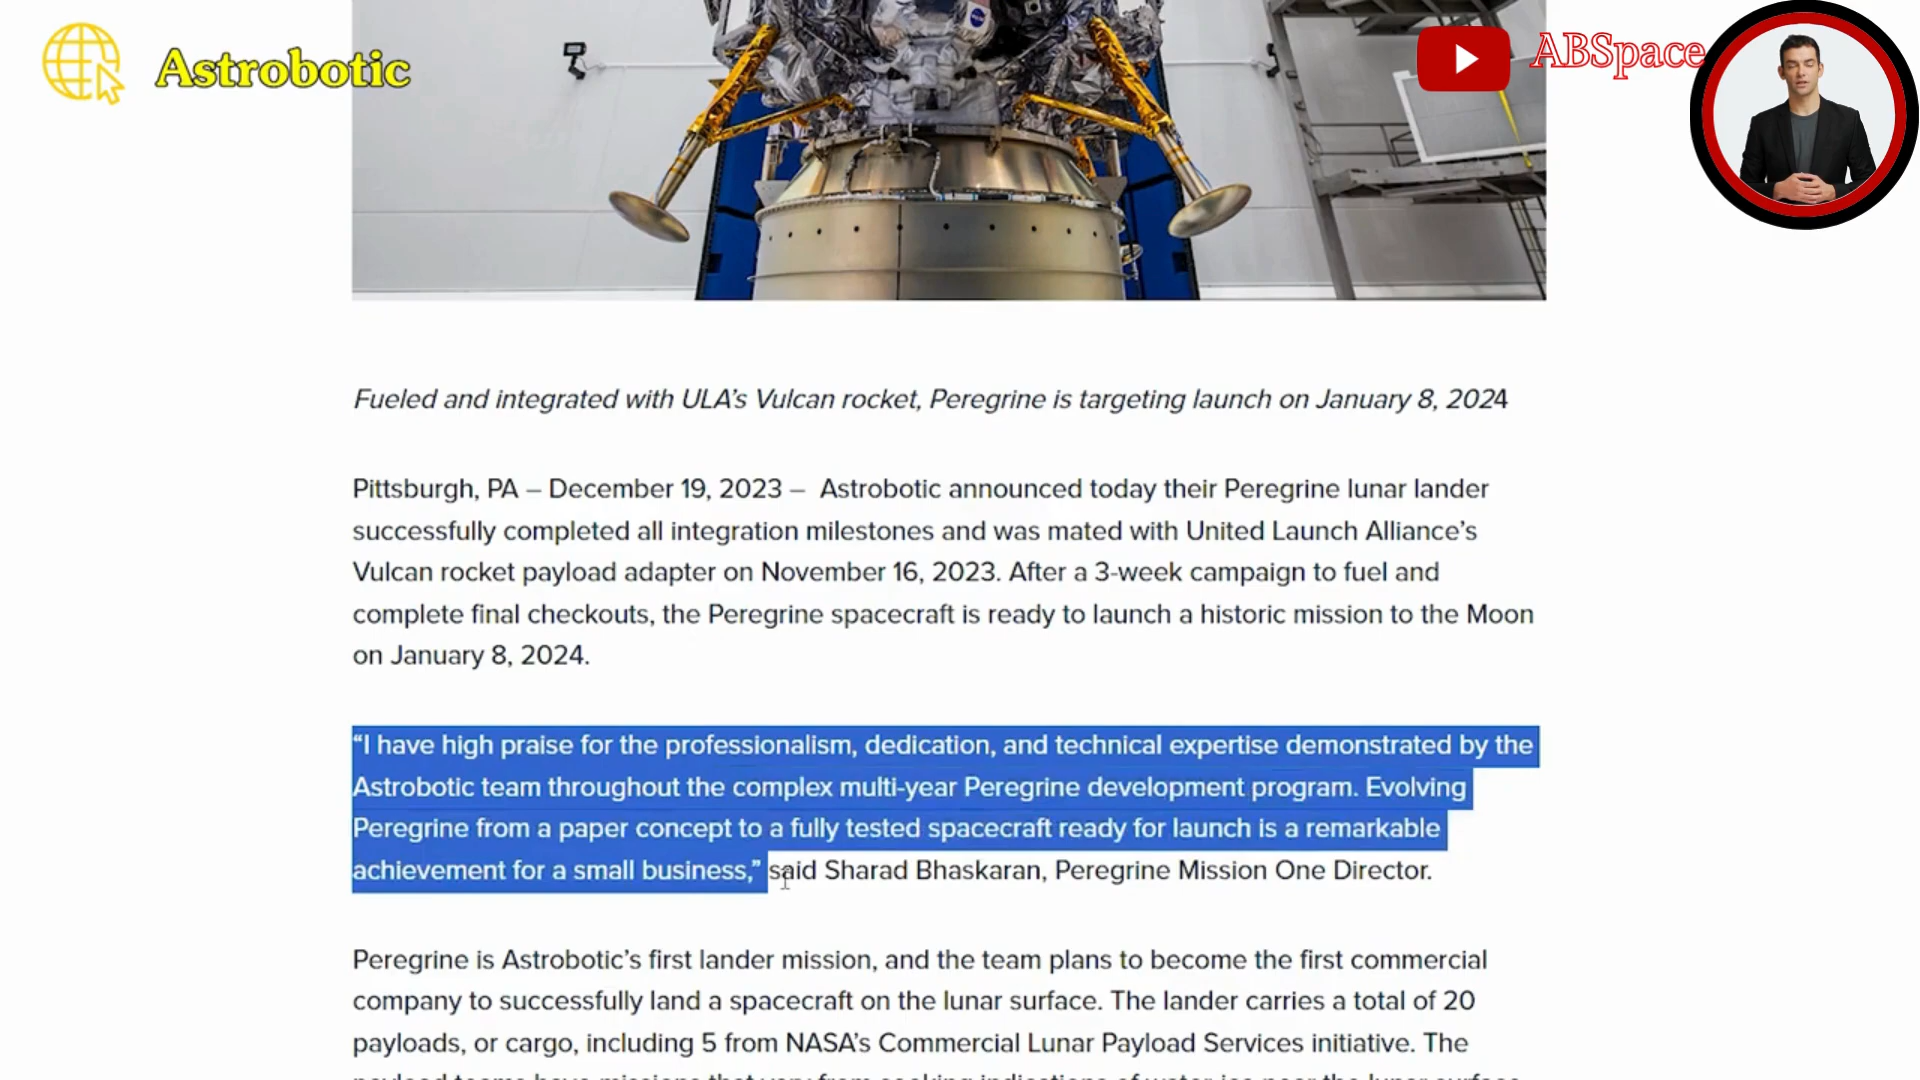 Astrobotic
ABSpace
Fueled and integrated with ULA’s Vulcan rocket, Peregrine is targeting launch on January 8, 2024
Pittsburgh, PA – December 19, 2023 – Astrobotic announced today their Peregrine lunar lander
successfully completed all integration milestones and was mated with United Launch Alliance’s
Vulcan rocket payload adapter on November 16, 2023. After a 3-week campaign to fuel and
complete final checkouts, the Peregrine spacecraft is ready to launch a historic mission to the Moon
on January 8, 2024.
“I have high praise for the professionalism, dedication, and technical expertise demonstrated by the
Astrobotic team throughout the complex multi-year Peregrine development program. Evolving
Peregrine from a paper concept to a fully tested spacecraft ready for launch is a remarkable
achievement for a small business,” said Sharad Bhaskaran, Peregrine Mission One Director.
Peregrine is Astrobotic’s first lander mission, and the team plans to become the first commercial
company to successfully land a spacecraft on the lunar surface. The lander carries a total of 20
payloads, or cargo, including 5 from NASA’s Commercial Lunar Payload Services initiative. The